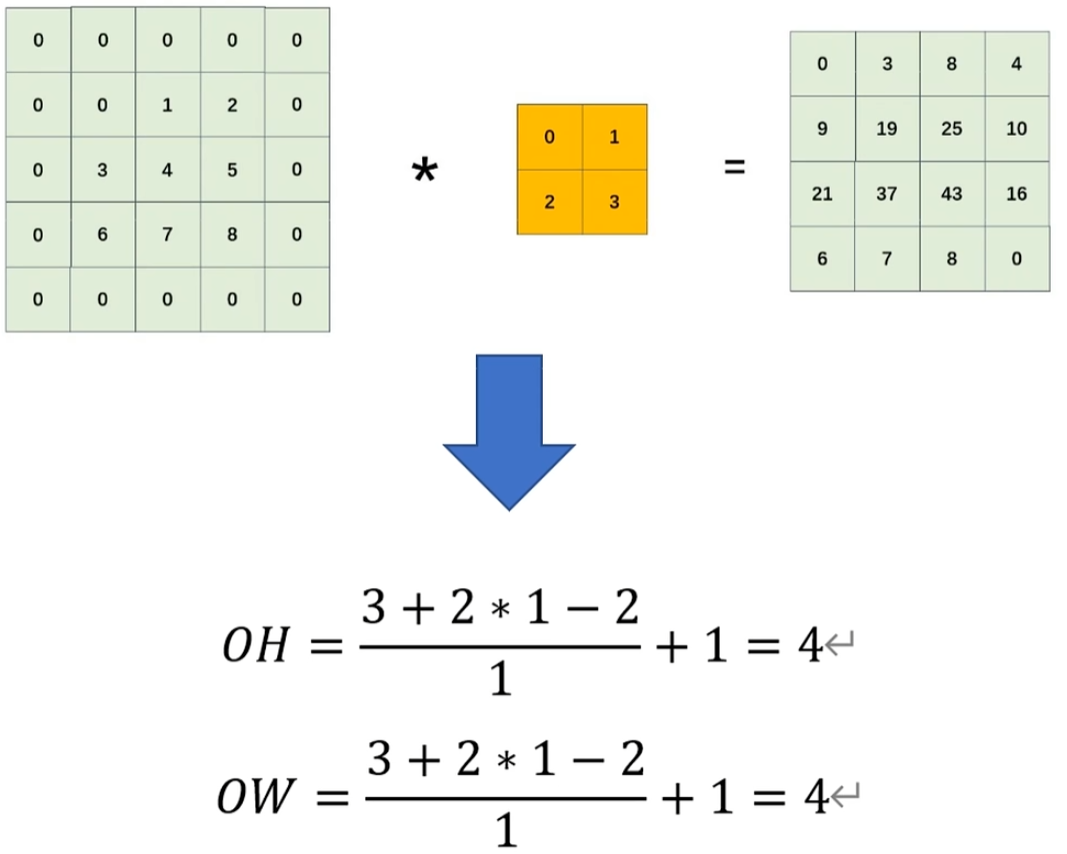 0 0 0 0 0
0 0 1 2 0
0 3 4 5 0
0 6 7 8 0
0 0 0 0 0
*
0 1
2 3
=
0 3 8 4
9 19 25 10
21 37 43 16
6 7 8 0
OH = \frac{3 + 2 * 1 − 2}{1} + 1 = 4↵
OW = \frac{3 + 2 * 1 − 2}{1} + 1 = 4↵